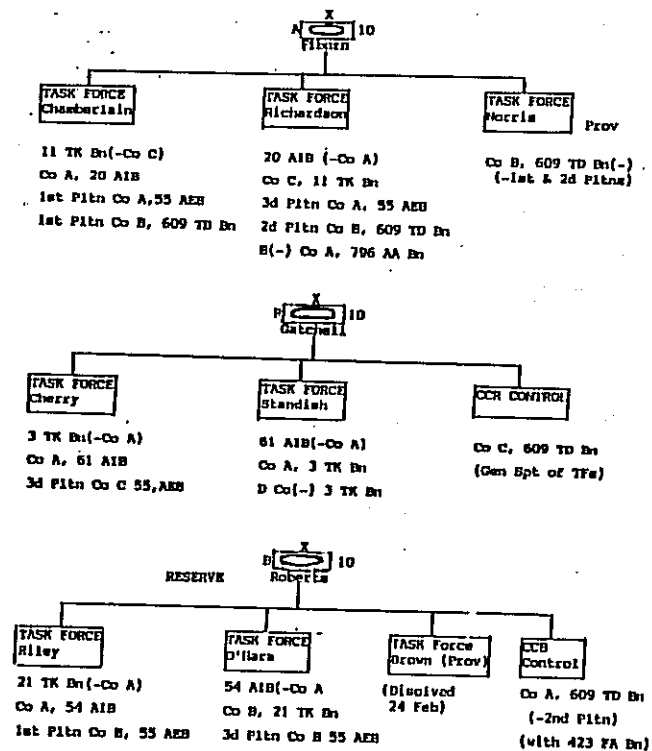 X
A 10
Piburn
TASK FORCE
Chamberlain
11 TK Bn(-Co C)
Co A, 20 AIB
1st Pltn Co A,55 AEB
1st Pltn Co B, 609 TD Bn
TASK FORCE
Richardson
20 AIB (-Co A)
Co C, 11 TK Bn
3d Pltn Co A, 55 AEB
2d Pltn Co B, 609 TD Bn
B(-) Co A, 796 AA Bn
TASK FORCE
Norris
Prov
Co B, 609 TD Bn(-)
(-1st & 2d Pltns)
X
R 10
Gatchell
TASK FORCE
Cherry
3 TK Bn(-Co A)
Co A, 61 AIB
3d Pltn Co C 55,AEB
TASK FORCE
Standish
61 AIB(-Co A)
Co A, 3 TK Bn
D Co(-) 3 TK Bn
CCR CONTROL
Co C, 609 TD Bn
(Gen Spt of TFs)
X
B 10
RESERVE
Roberts
TASK FORCE
Riley
21 TK Bn(-Co A)
Co A, 54 AIB
1st Pltn Co B, 55 AEB
TASK FORCE
O'Hara
54 AIB(-Co A
Co B, 21 TK Bn
3d Pltn Co B 55 AEB
TASK Force
Brown (Prov)
(Disolved
24 Feb)
CCB
Control
Co A, 609 TD Bn
(-2nd Pltn)
(with 423 FA Bn)